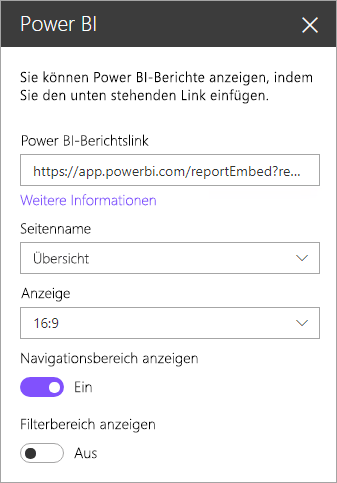 Power BI
Sie können Power BI-Berichte anzeigen, indem
Sie den unten stehenden Link einfügen.
Power BI-Berichtslink
https://app.powerbi.com/reportEmbed?re...
Weitere Informationen
Seitenname
Übersicht
Anzeige
16:9
Navigationsbereich anzeigen
Ein
Filterbereich anzeigen
Aus